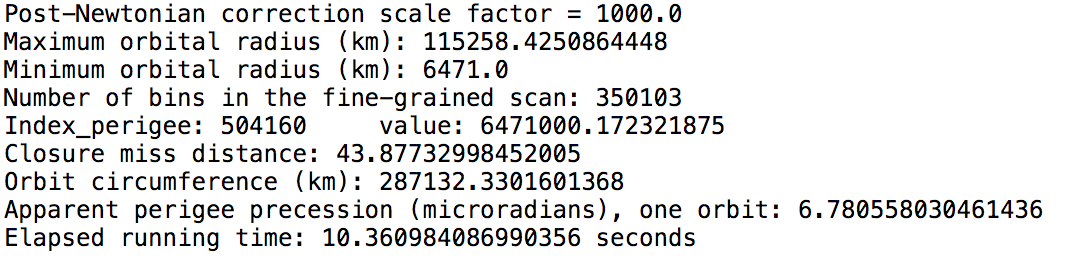 Post-Newtonian correction scale factor = 1000.0
Maximum orbital radius (km): 115258.4250864448
Minimum orbital radius (km): 6471.0
Number of bins in the fine-grained scan: 350103
Index_perigee: 504160     value: 6471000.172321875
Closure miss distance: 43.87732998452005
Orbit circumference (km): 287132.3301601368
Apparent perigee precession (microradians), one orbit: 6.780558030461436
Elapsed running time: 10.360984086990356 seconds